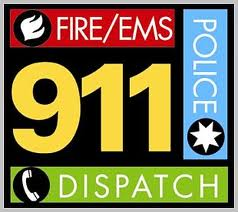 FIRE/EMS
911
POLICE
DISPATCH